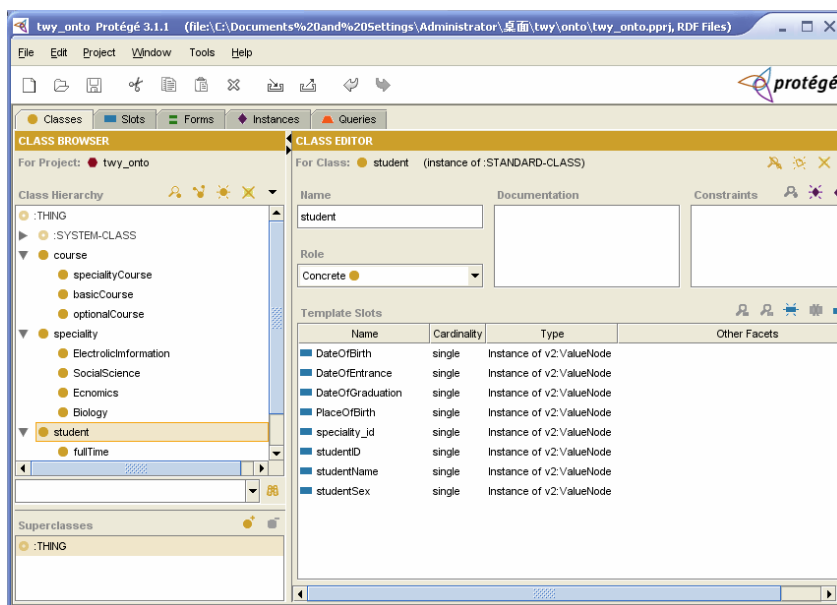 twy_onto Protégé 3.1.1 (file:\C:\Documents%20and%20Settings\Administrator\桌面\twy\onto\twy_onto.pprj, RDF Files)
File Edit Project Window Tools Help
protégé
Classes Slots Forms Instances Queries
CLASS BROWSER
For Project: twy_onto
Class Hierarchy
:THING
:SYSTEM-CLASS
course
specialityCourse
basicCourse
optionalCourse
speciality
ElectrolicImformation
SocialScience
Ecnomics
Biology
student
fullTime
Superclasses
:THING
CLASS EDITOR
For Class: student (instance of :STANDARD-CLASS)
Name Documentation Constraints
student
Role
Concrete
Template Slots
Name Cardinality Type Other Facets
DateOfBirth single Instance of v2:ValueNode
DateOfEntrance single Instance of v2:ValueNode
DateOfGraduation single Instance of v2:ValueNode
PlaceOfBirth single Instance of v2:ValueNode
speciality_id single Instance of v2:ValueNode
studentID single Instance of v2:ValueNode
studentName single Instance of v2:ValueNode
studentSex single Instance of v2:ValueNode